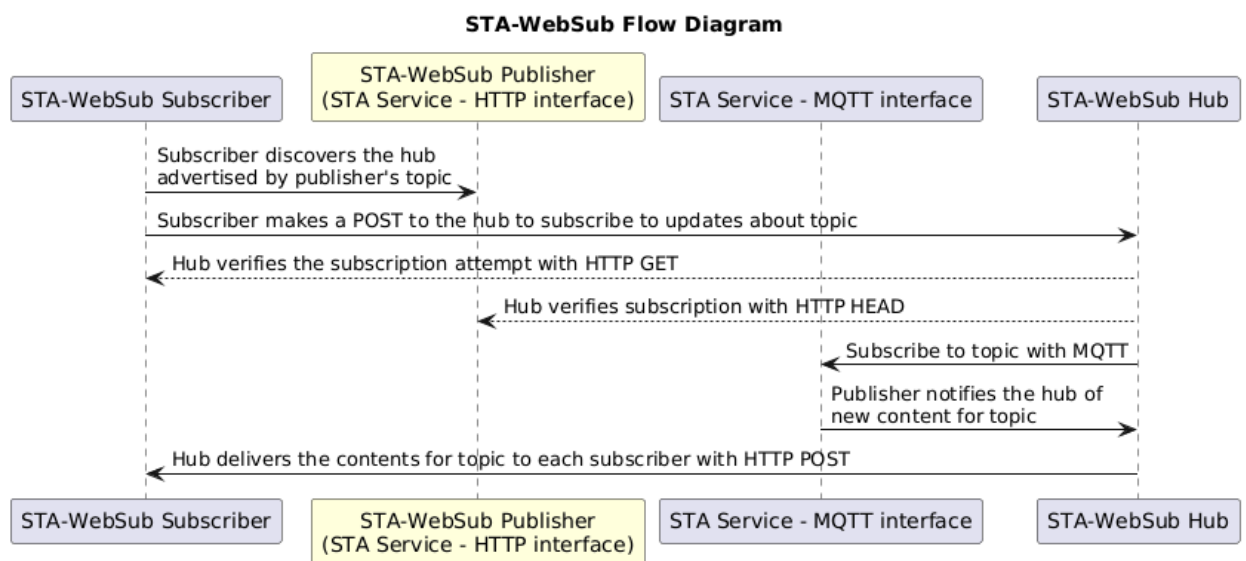 STA-WebSub Flow Diagram
STA-WebSub Subscriber
STA-WebSub Publisher
(STA Service - HTTP interface)
STA Service - MQTT interface
STA-WebSub Hub
Subscriber discovers the hub
advertised by publisher's topic
Subscriber makes a POST to the hub to subscribe to updates about topic
Hub verifies the subscription attempt with HTTP GET
Hub verifies subscription with HTTP HEAD
Subscribe to topic with MQTT
Publisher notifies the hub of
new content for topic
Hub delivers the contents for topic to each subscriber with HTTP POST
STA-WebSub Subscriber
STA-WebSub Publisher
(STA Service - HTTP interface)
STA Service - MQTT interface
STA-WebSub Hub